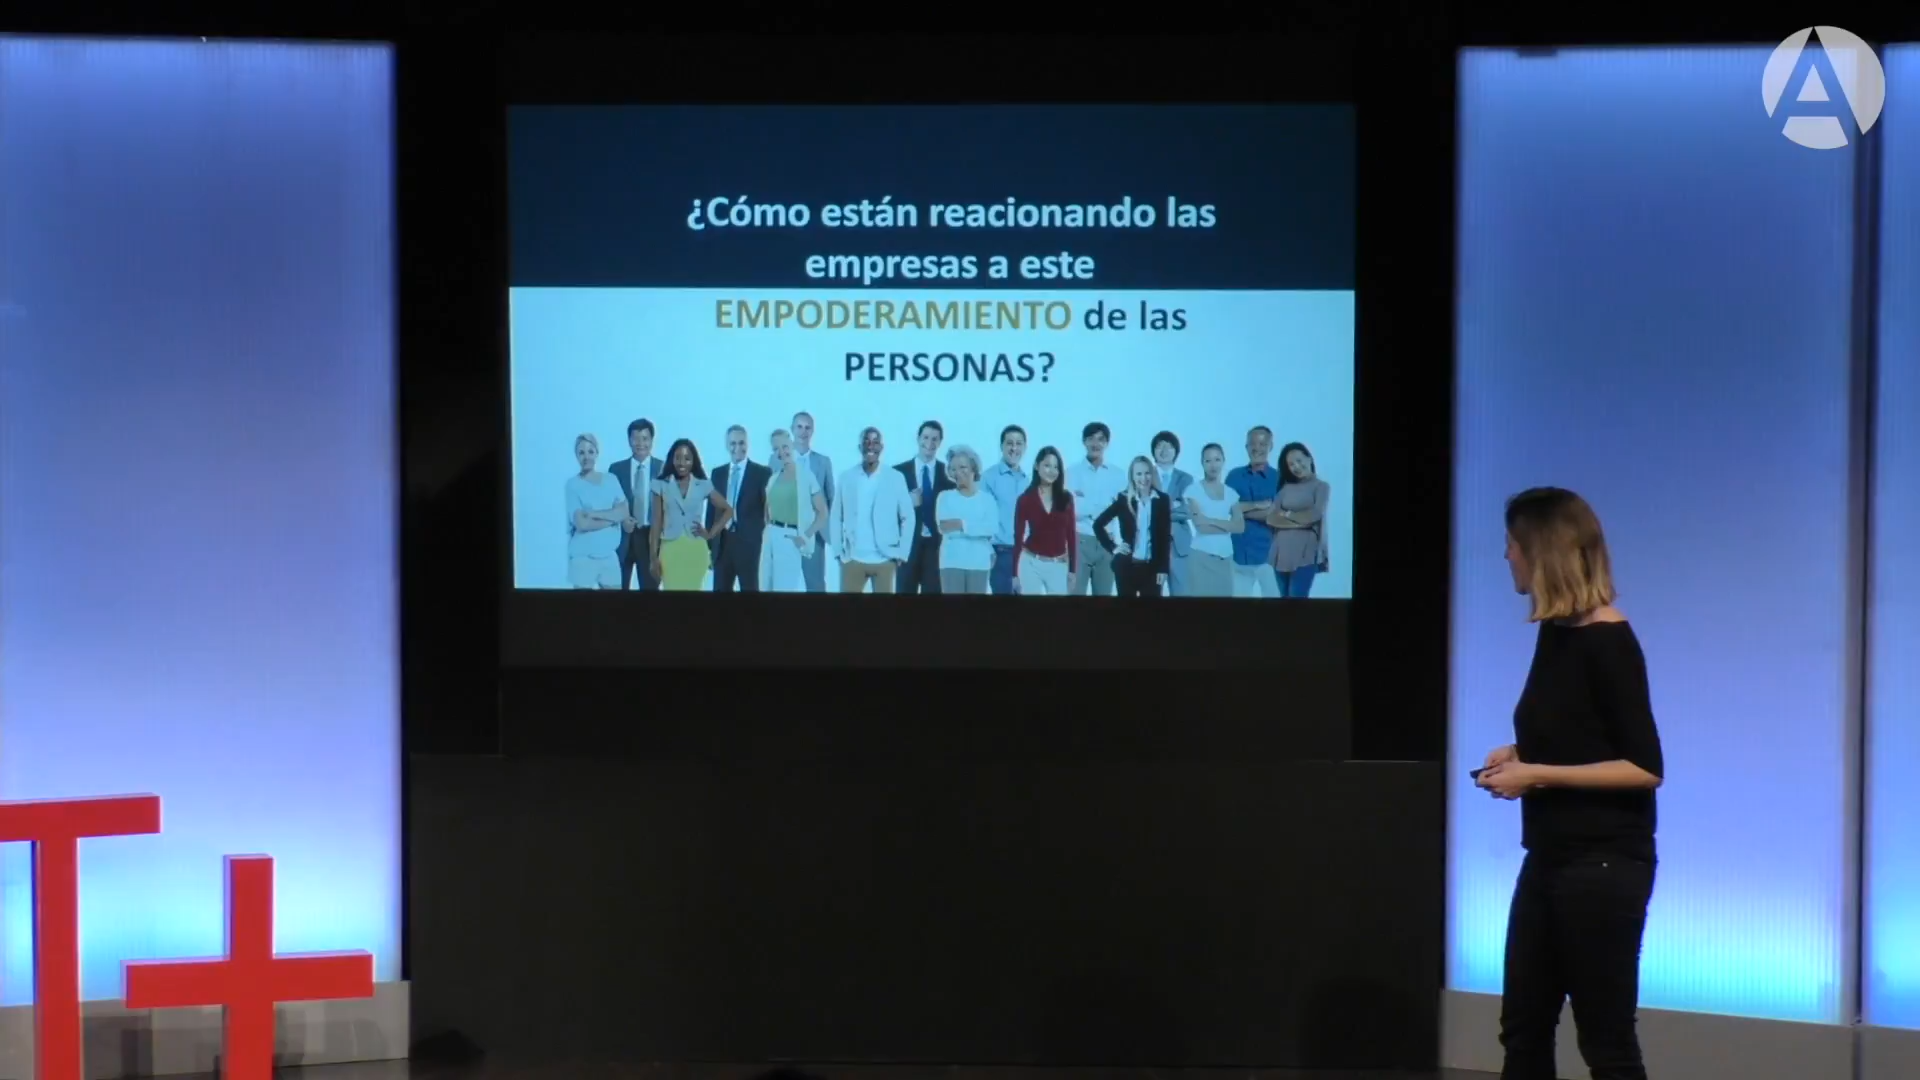 A
¿Cómo están reacionando las
empresas a este
EMPODERAMIENTO de las
PERSONAS?
T+